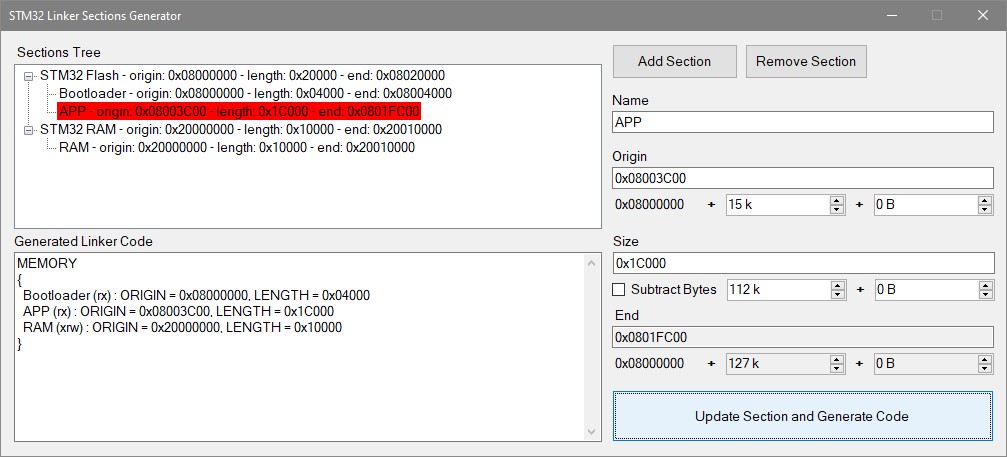 STM32 Linker Sections Generator
Sections Tree
STM32 Flash - origin: 0x08000000 - length: 0x20000 - end: 0x08020000
Bootloader - origin: 0x08000000 - length: 0x04000 - end: 0x08004000
APP - origin: 0x08003C00 - length: 0x1C000 - end: 0x0801FC00
STM32 RAM - origin: 0x20000000 - length: 0x10000 - end: 0x20010000
RAM - origin: 0x20000000 - length: 0x10000 - end: 0x20010000
Generated Linker Code
MEMORY
{
Bootloader (rx) : ORIGIN = 0x08000000, LENGTH = 0x04000
APP (rx) : ORIGIN = 0x08003C00, LENGTH = 0x1C000
RAM (xrw) : ORIGIN = 0x20000000, LENGTH = 0x10000
}
Add Section
Remove Section
Name
APP
Origin
0x08003C00
0x08000000 + 15 k + 0 B
Size
0x1C000
Subtract Bytes 112 k + 0 B
End
0x0801FC00
0x08000000 + 127 k + 0 B
Update Section and Generate Code